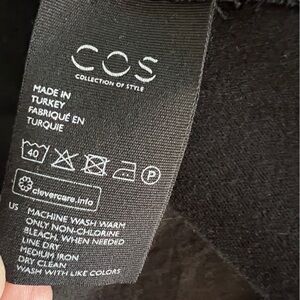 COS
COLLECTION OF STYLE
MADE IN
TURKEY
FABRIQUÉ EN
TURQUIE
40 P
clevercare.info
US MACHINE WASH WARM
ONLY NON-CHLORINE
BLEACH, WHEN NEEDED
LINE DRY
MEDIUM IRON
DRY CLEAN
WASH WITH LIKE COLORS